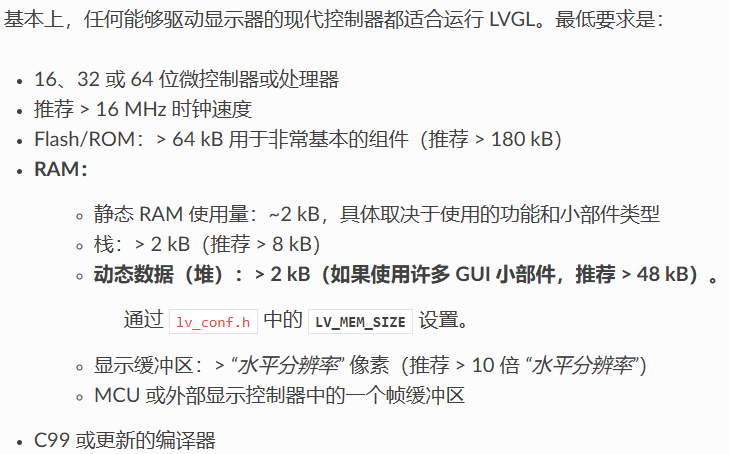 基本上，任何能够驱动显示器的现代控制器都适合运行 LVGL。最低要求是：
16、32 或 64 位微控制器或处理器
推荐 > 16 MHz 时钟速度
Flash/ROM：> 64 kB 用于非常基本的组件（推荐 > 180 kB）
RAM：
静态 RAM 使用量：~2 kB，具体取决于使用的功能和小部件类型
栈：> 2 kB（推荐 > 8 kB）
动态数据（堆）：> 2 kB（如果使用许多 GUI 小部件，推荐 > 48 kB）。
通过 lv_conf.h 中的 LV_MEM_SIZE 设置。
显示缓冲区：> “水平分辨率” 像素（推荐 > 10 倍 “水平分辨率”）
MCU 或外部显示控制器中的一个帧缓冲区
C99 或更新的编译器